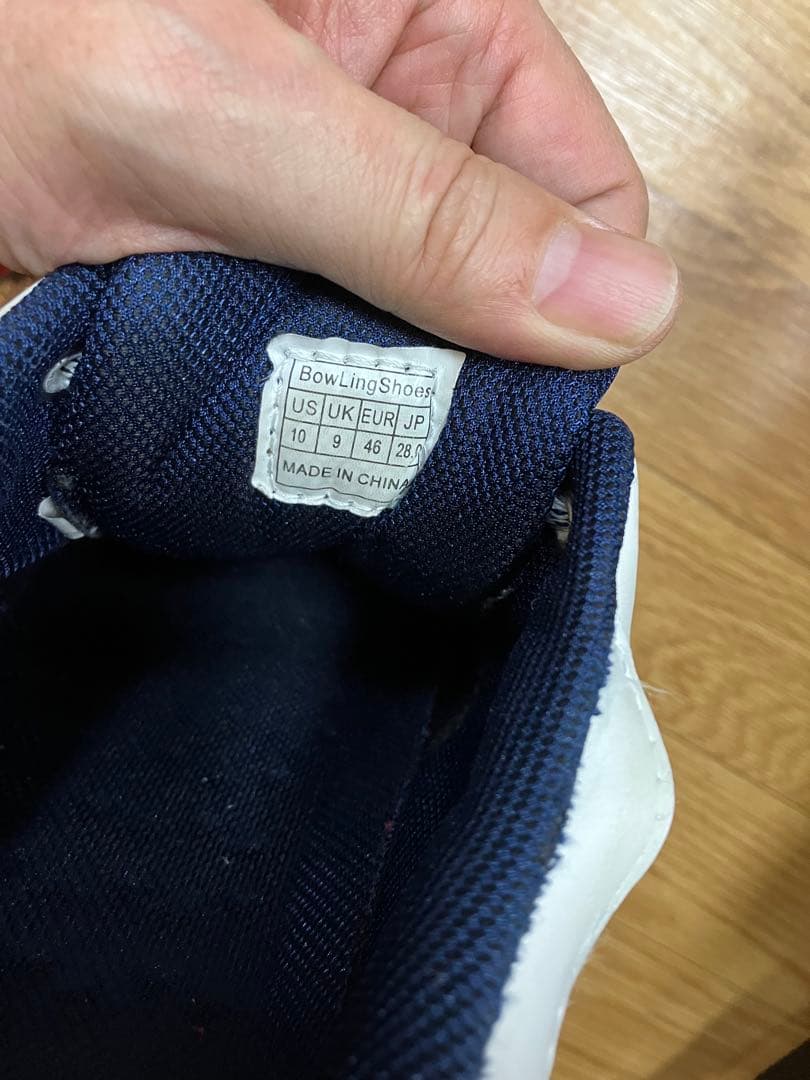 BowLingShoes
US UK EUR JP
10 9 46 28.0
MADE IN CHINA